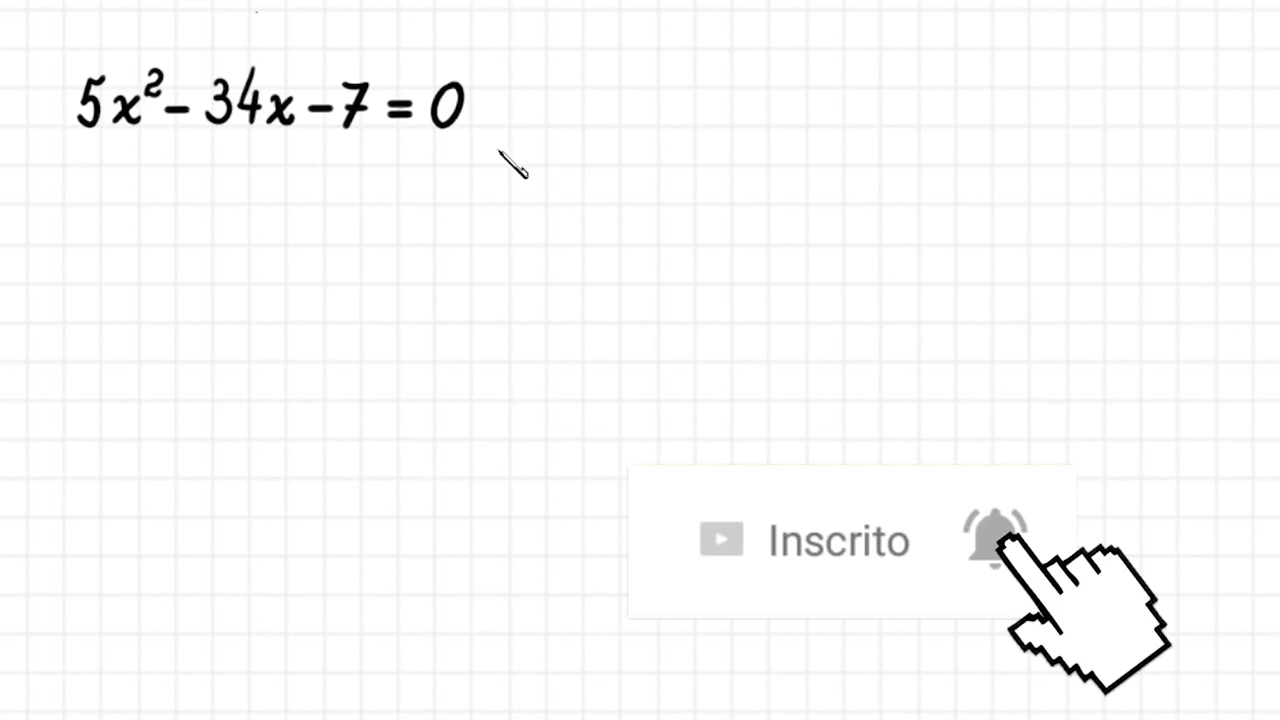 5x² - 34x - 7 = 0
Inscrito